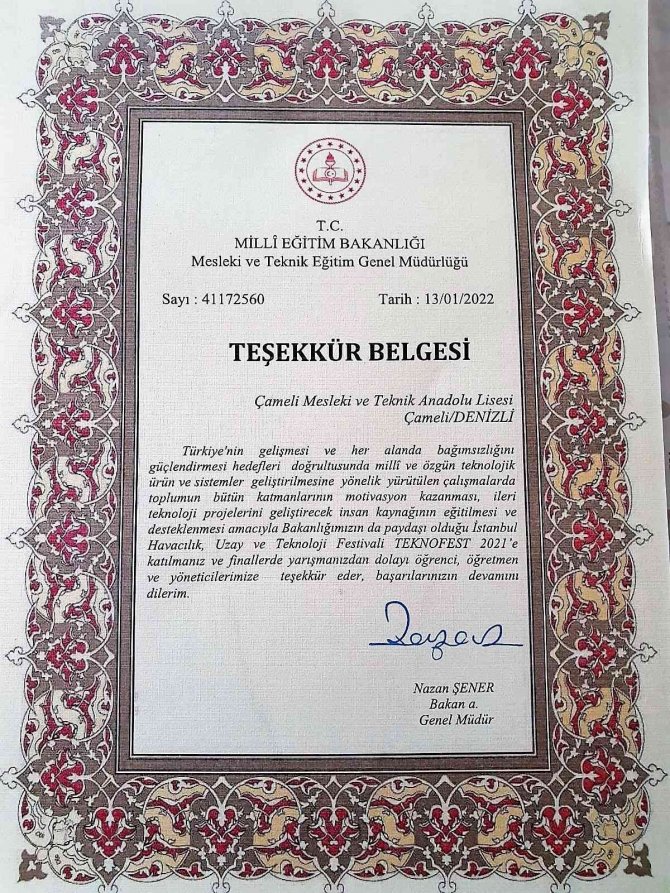 T.C.
MİLLÎ EĞİTİM BAKANLIĞI
Mesleki ve Teknik Eğitim Genel Müdürlüğü
Sayı : 41172560 Tarih : 13/01/2022
TEŞEKKÜR BELGESİ
Çameli Mesleki ve Teknik Anadolu Lisesi
Çameli/DENİZLİ
Türkiye'nin gelişmesi ve her alanda bağımsızlığını
güçlendirmesi hedefleri doğrultusunda millî ve özgün teknolojik
ürün ve sistemler geliştirilmesine yönelik yürütülen çalışmalarda
toplumun bütün katmanlarının motivasyon kazanması, ileri
teknoloji projelerini geliştirecek insan kaynağının eğitilmesi ve
desteklenmesi amacıyla Bakanlığımızın da paydaşı olduğu İstanbul
Havacılık, Uzay ve Teknoloji Festivali TEKNOFEST 2021’e
katılmanız ve finallerde yarışmanızdan dolayı öğrenci, öğretmen
ve yöneticilerimize teşekkür eder, başarılarınızın devamını
dilerim.
Nazan ŞENER
Bakan a.
Genel Müdür